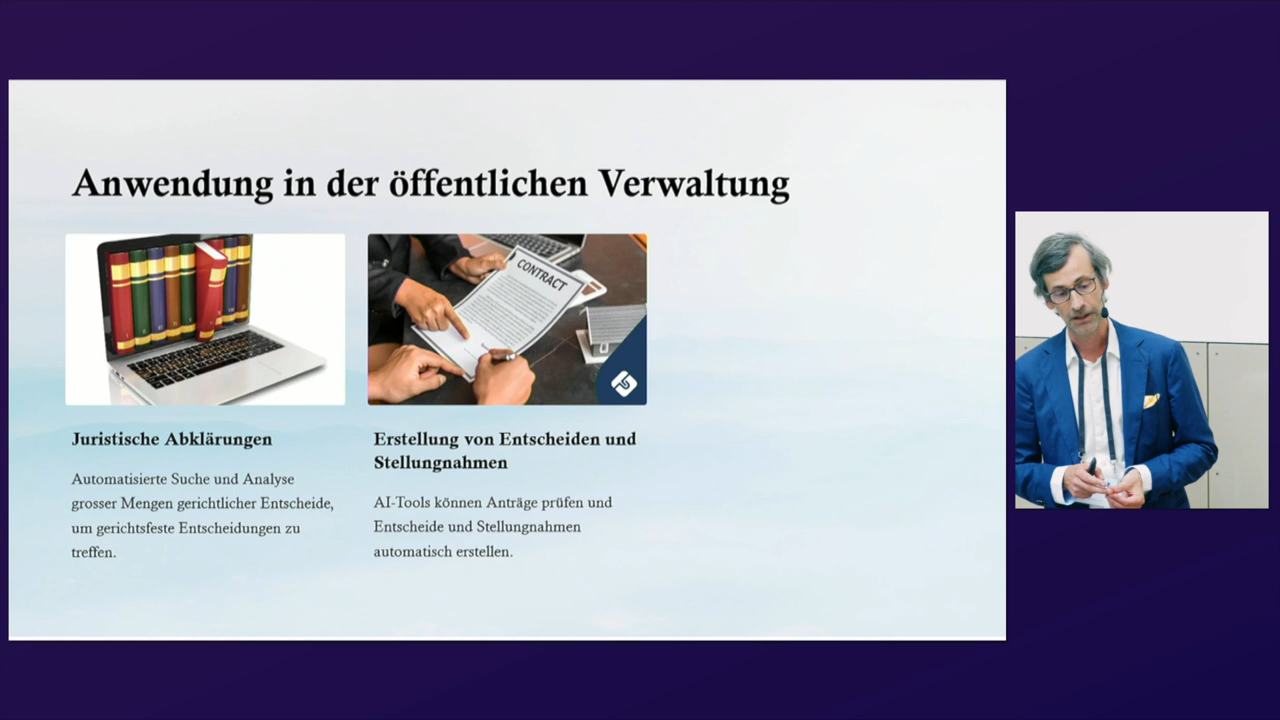 Anwendung in der öffentlichen Verwaltung
CONTRACT
Juristische Abklärungen
Automatisierte Suche und Analyse
grosser Mengen gerichtlicher Entscheide,
um gerichtsfeste Entscheidungen zu
treffen.
Erstellung von Entscheiden und
Stellungnahmen
AI-Tools können Anträge prüfen und
Entscheide und Stellungnahmen
automatisch erstellen.